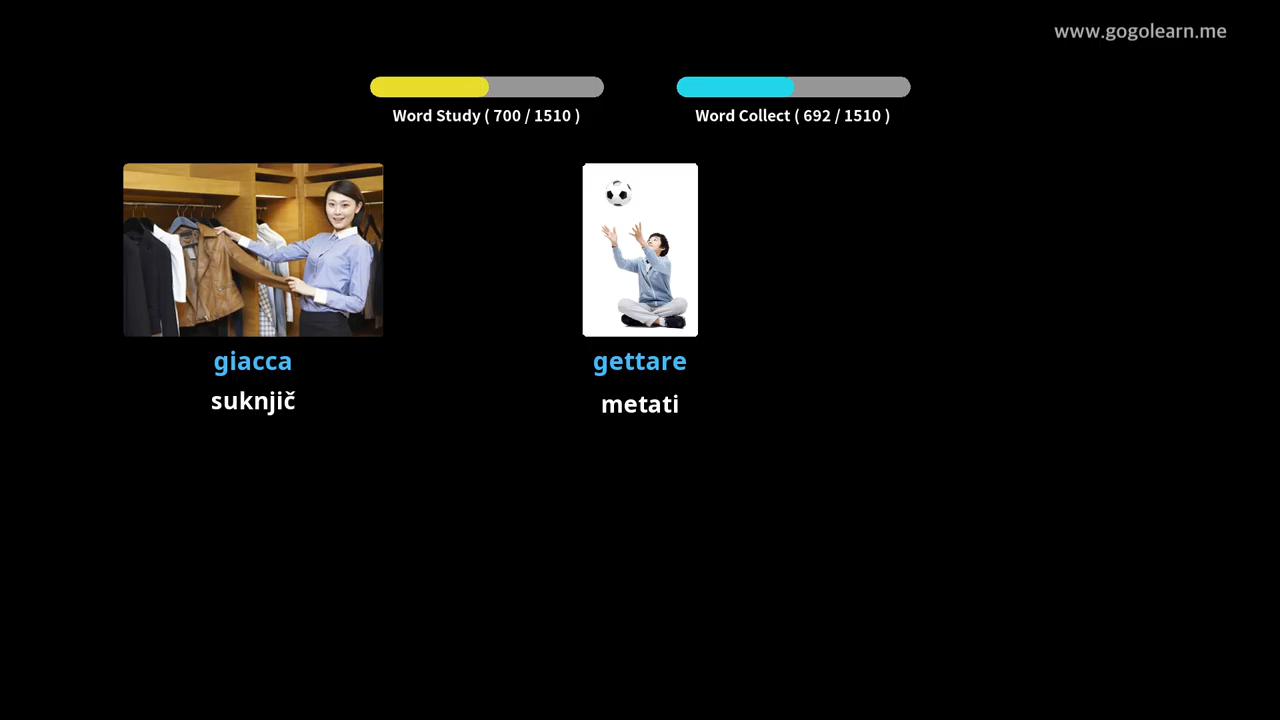 www.gogolearn.me
Word Study ( 700 / 1510 )
Word Collect ( 692 / 1510 )
giacca
suknjič
gettare
metati